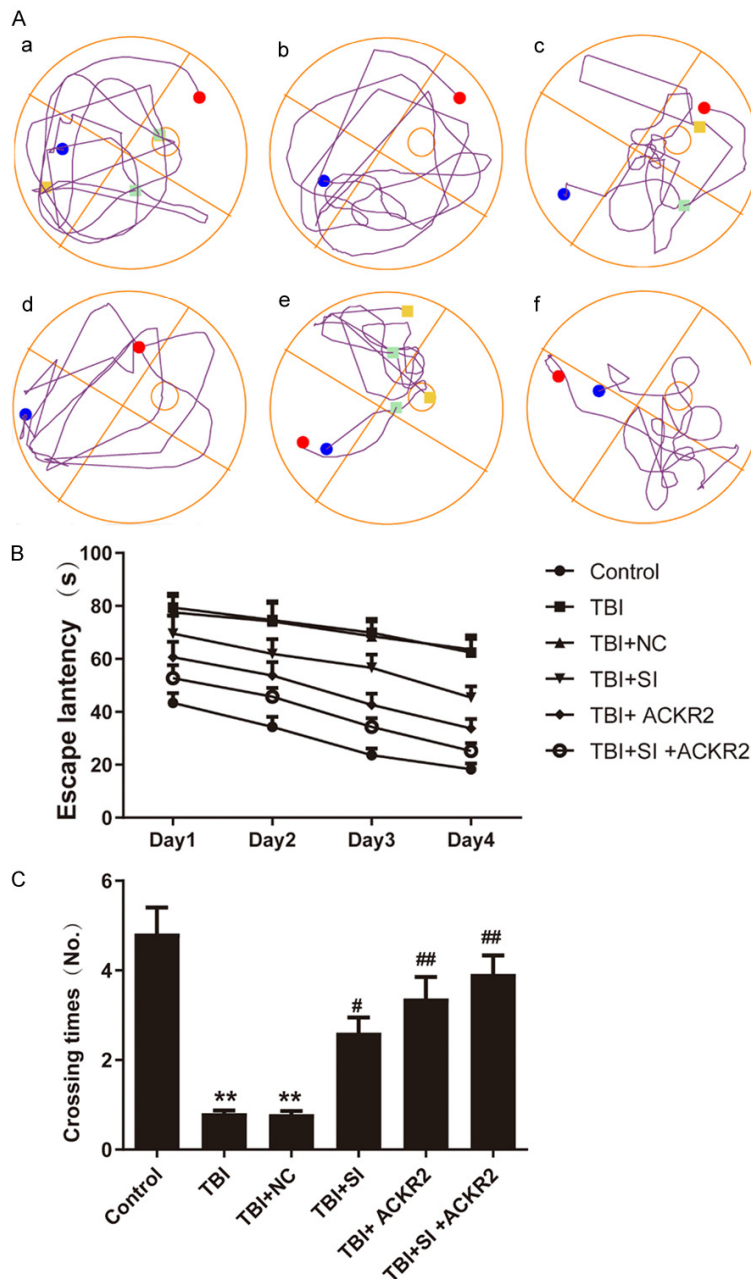 A
a
b
c
d
e
f
B
Escape lantency (s)
100
80
60
40
20
0
Day1
Day2
Day3
Day4
Control
TBI
TBI+NC
TBI+SI
TBI+ ACKR2
TBI+SI +ACKR2
C
Crossing times (No.)
6
4
2
0
**
**
#
##
##
Control
TBI
TBI+NC
TBI+SI
TBI+ ACKR2
TBI+SI +ACKR2